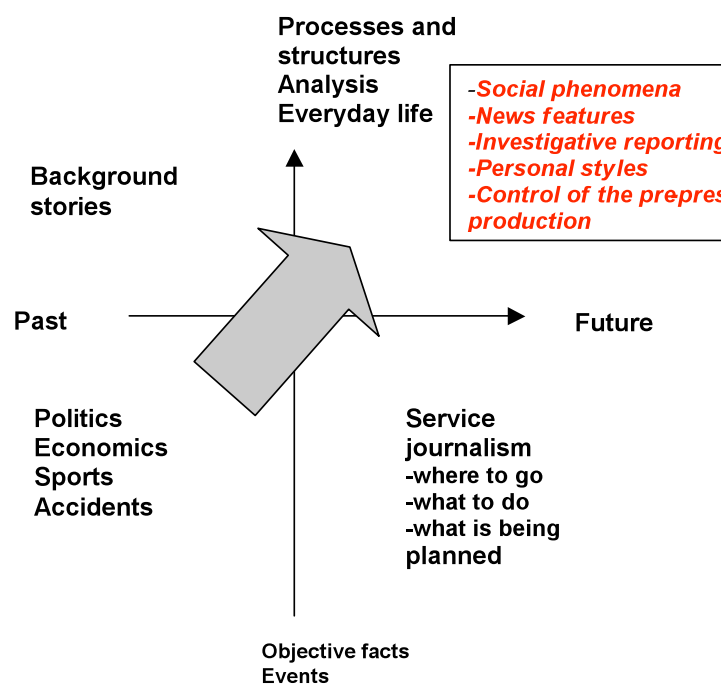 Processes and
structures
Analysis
Everyday life
-Social phenomena
-News features
-Investigative reporting
-Personal styles
-Control of the pre-pres
production
Background
stories
Past
Future
Politics
Economics
Sports
Accidents
Service
journalism
-where to go
-what to do
-what is being
planned
Objective facts
Events